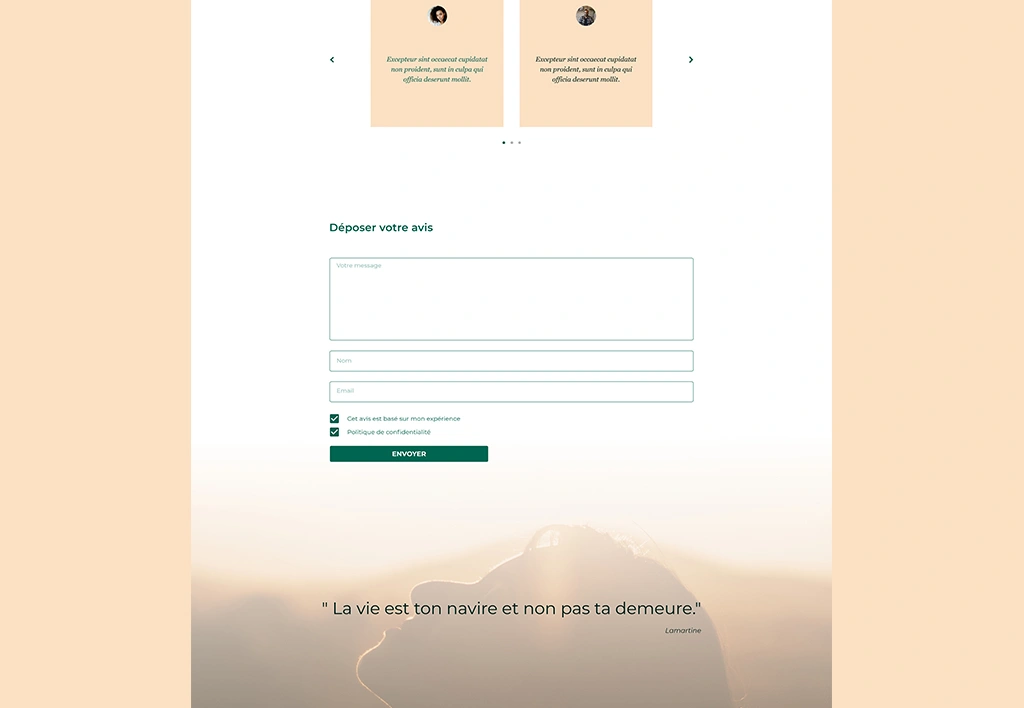 Excepteur sint occaecat cupidatat
non proident, sunt in culpa qui
officia deserunt mollit.
Excepteur sint occaecat cupidatat
non proident, sunt in culpa qui
officia deserunt mollit.
Déposer votre avis
Votre message
Nom
Email
Cet avis est basé sur mon expérience
Politique de confidentialité
ENVOYER
" La vie est ton navire et non pas ta demeure."
Lamartine